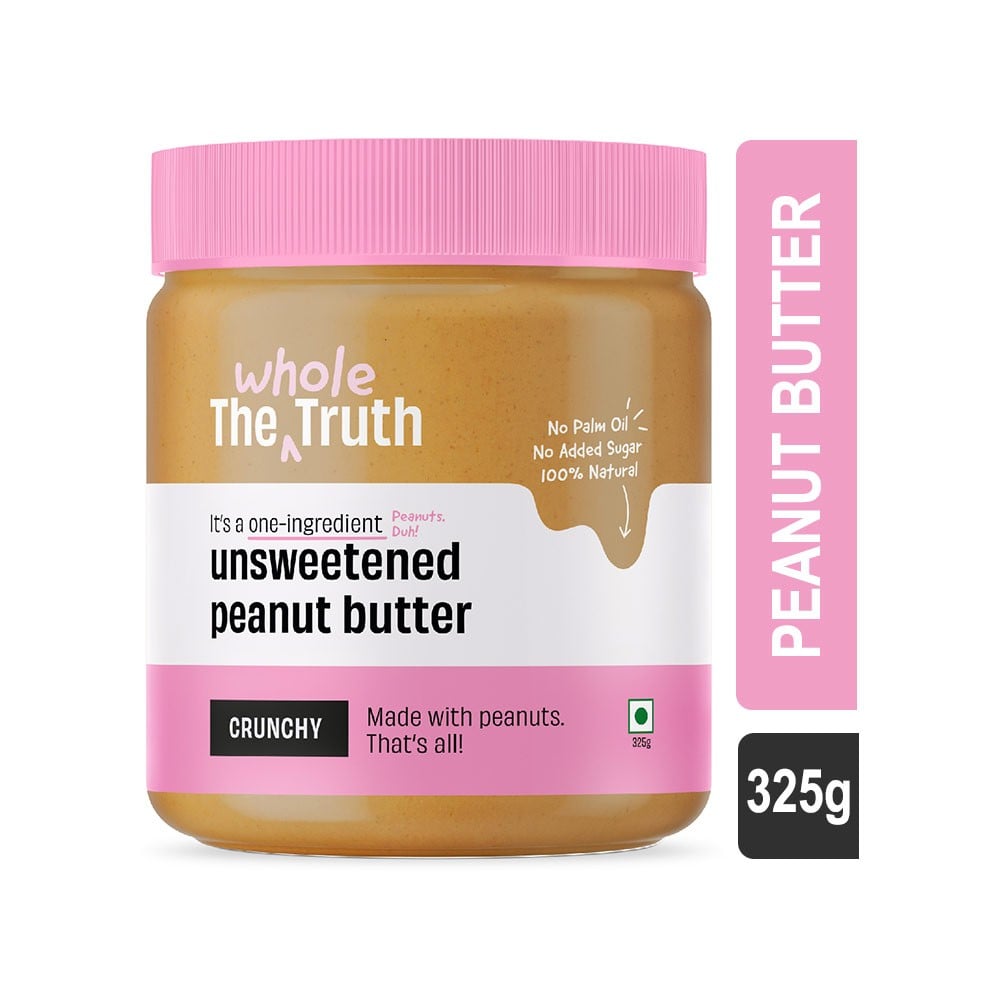 whole
The Truth
No Palm Oil
No Added Sugar
100% Natural
It's a one-ingredient Peanuts. Duh!
unsweetened
peanut butter
CRUNCHY
Made with peanuts.
That's all!
325g
PEANUT BUTTER
325g